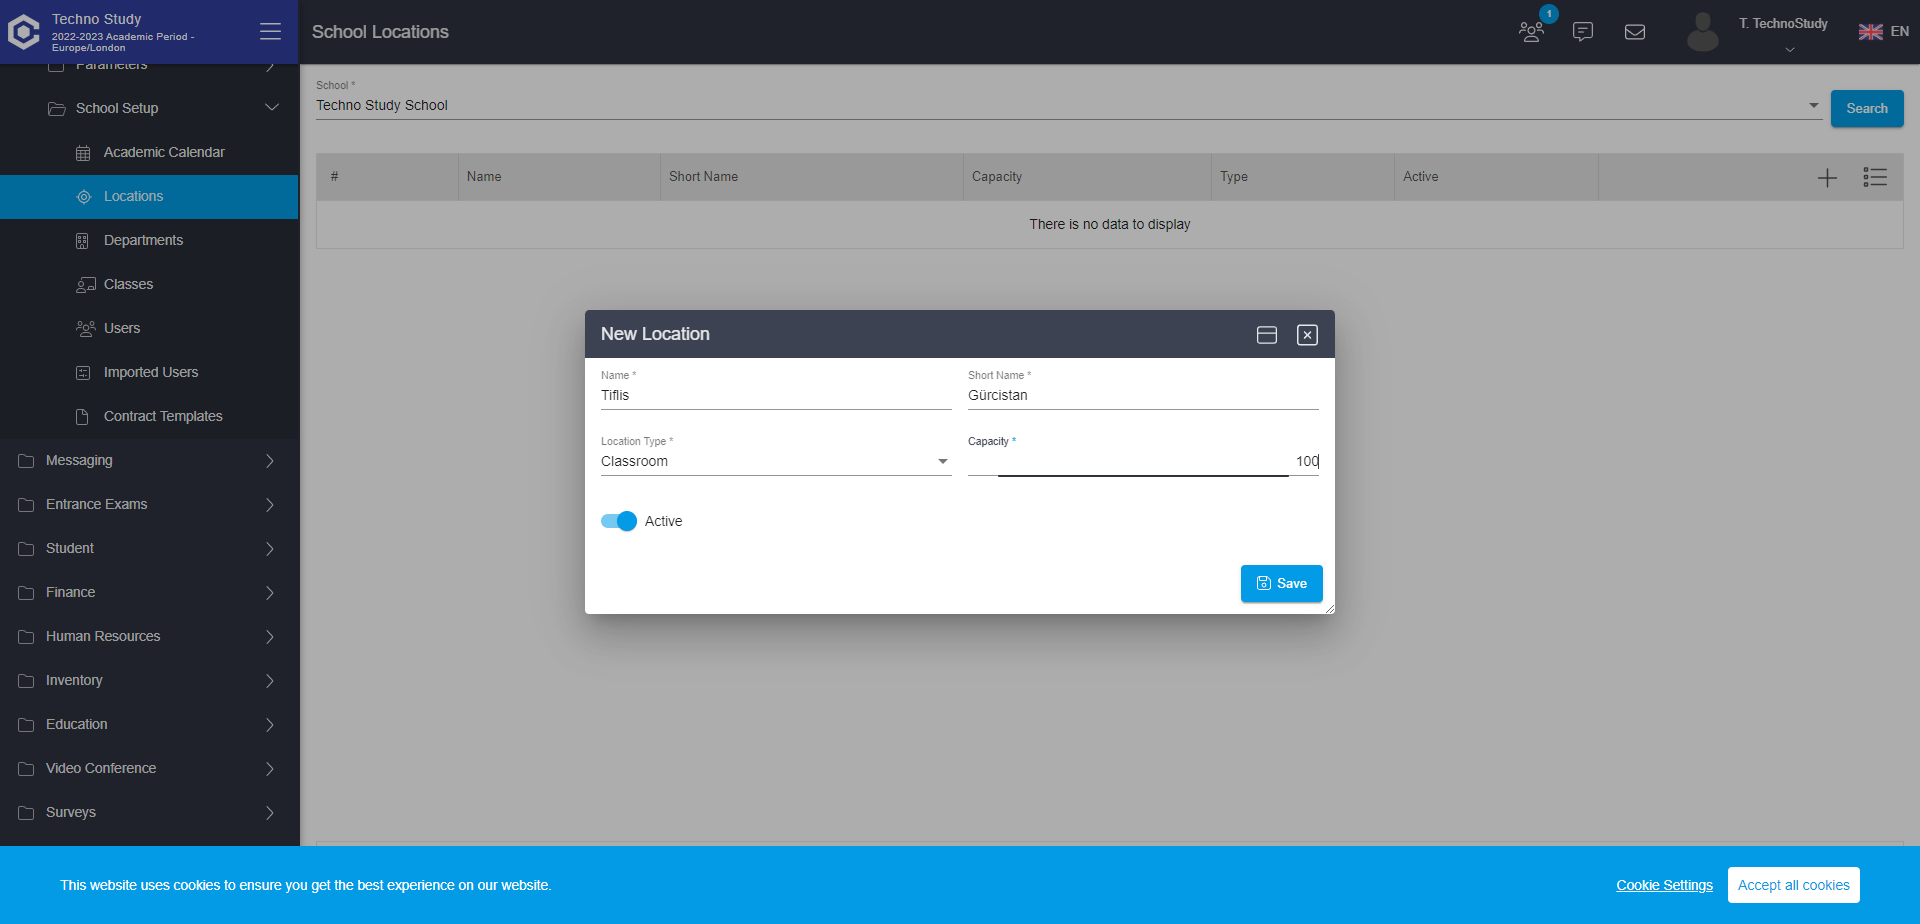 Techno Study
2022-2023 Academic Period -
Europe/London
School Locations
1
T. TechnoStudy
EN
Parameters
School Setup
Academic Calendar
Locations
Departments
Classes
Users
Imported Users
Contract Templates
Messaging
Entrance Exams
Student
Finance
Human Resources
Inventory
Education
Video Conference
Surveys
School *
Techno Study School
Search
# Name Short Name Capacity Type Active
There is no data to display
New Location
Name * Short Name *
Tiflis Gürcistan
Location Type * Capacity *
Classroom 100
Active
Save
This website uses cookies to ensure you get the best experience on our website.
Cookie Settings Accept all cookies